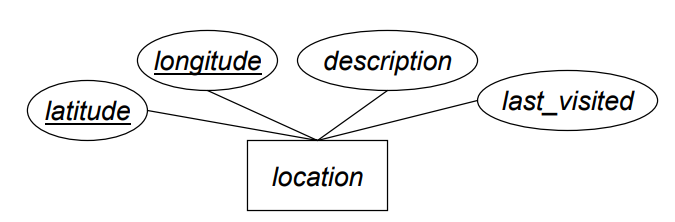 longitude
description
latitude
last_visited
location